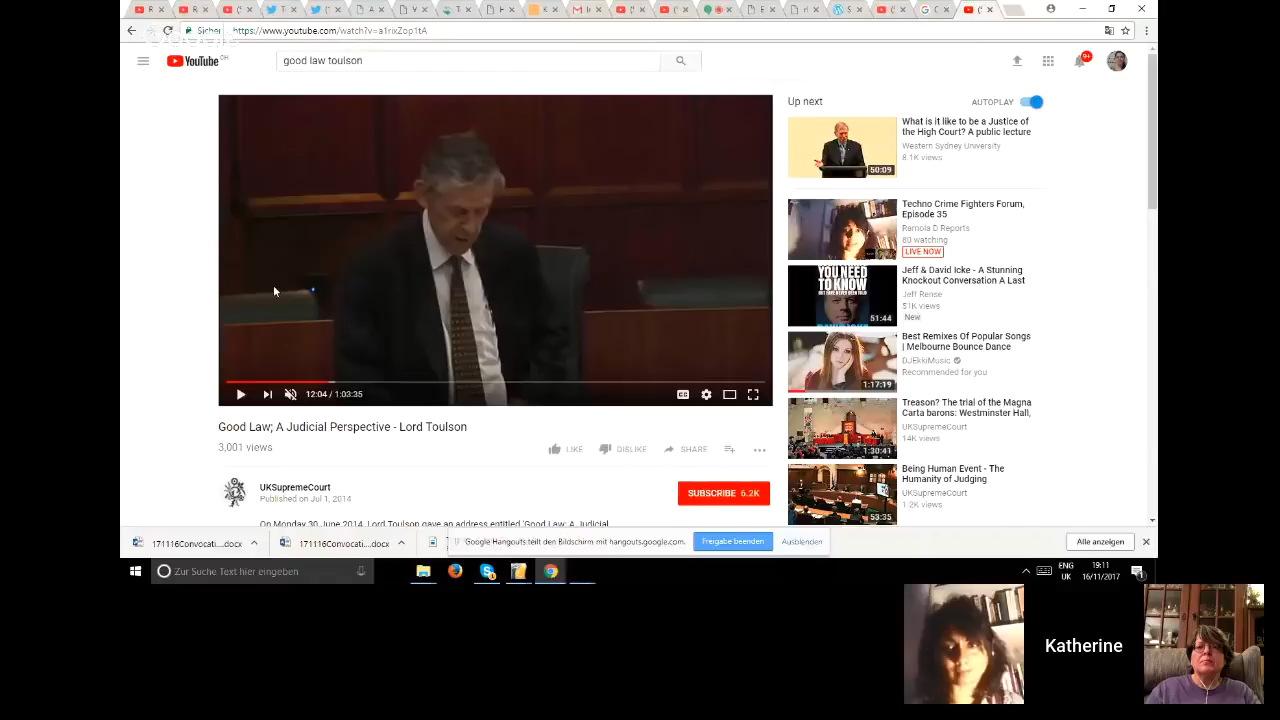 Sicher
https://www.youtube.com/watch?v=a1rixZop1tA
YouTube CH
good law toulson
9+
Up next
AUTOPLAY
What is it like to be a Justice of
the High Court? A public lecture
Western Sydney University
8.1K views
50:09
Techno Crime Fighters Forum,
Episode 35
Ramola D Reports
80 watching
LIVE NOW
YOU NEED
TO KNOW
Jeff & David Icke - A Stunning
Knockout Conversation A Last
Jeff Rense
51K views
New
51:44
Best Remixes Of Popular Songs
| Melbourne Bounce Dance
DJEkkiMusic
Recommended for you
1:17:19
12:04 / 1:03:35
Treason? The trial of the Magna
Carta barons: Westminster Hall,
UKSupremeCourt
14K views
1:30:41
Good Law; A Judicial Perspective - Lord Toulson
3,001 views
LIKE
DISLIKE
SHARE
Being Human Event - The
Humanity of Judging
UKSupremeCourt
1.2K views
53:35
UKSupremeCourt
Published on Jul 1, 2014
SUBSCRIBE 6.2K
On Monday 30 June 2014, Lord Toulson gave an address entitled 'Good Law: A Judicial
171116Convocati....docx
171116Convocati....docx
Google Hangouts teilt den Bildschirm mit hangouts.google.com.
Freigabe beenden
Ausblenden
Alle anzeigen
Zur Suche Text hier eingeben
ENG
UK
19:11
16/11/2017
1
Katherine